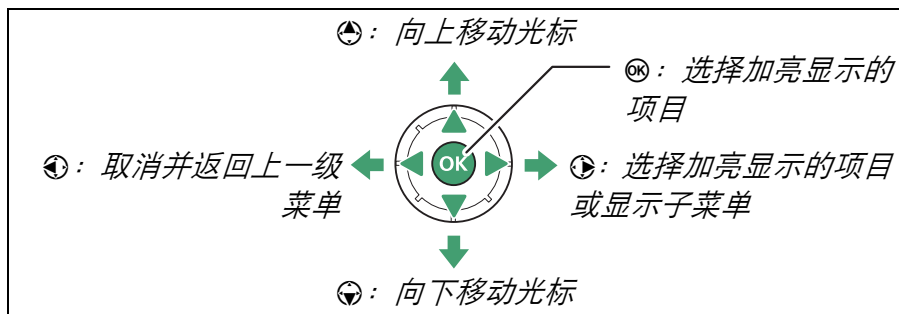 ：向上移动光标
OK：选择加亮显示的
项目
：取消并返回上一级
菜单
OK
：选择加亮显示的项目
或显示子菜单
：向下移动光标